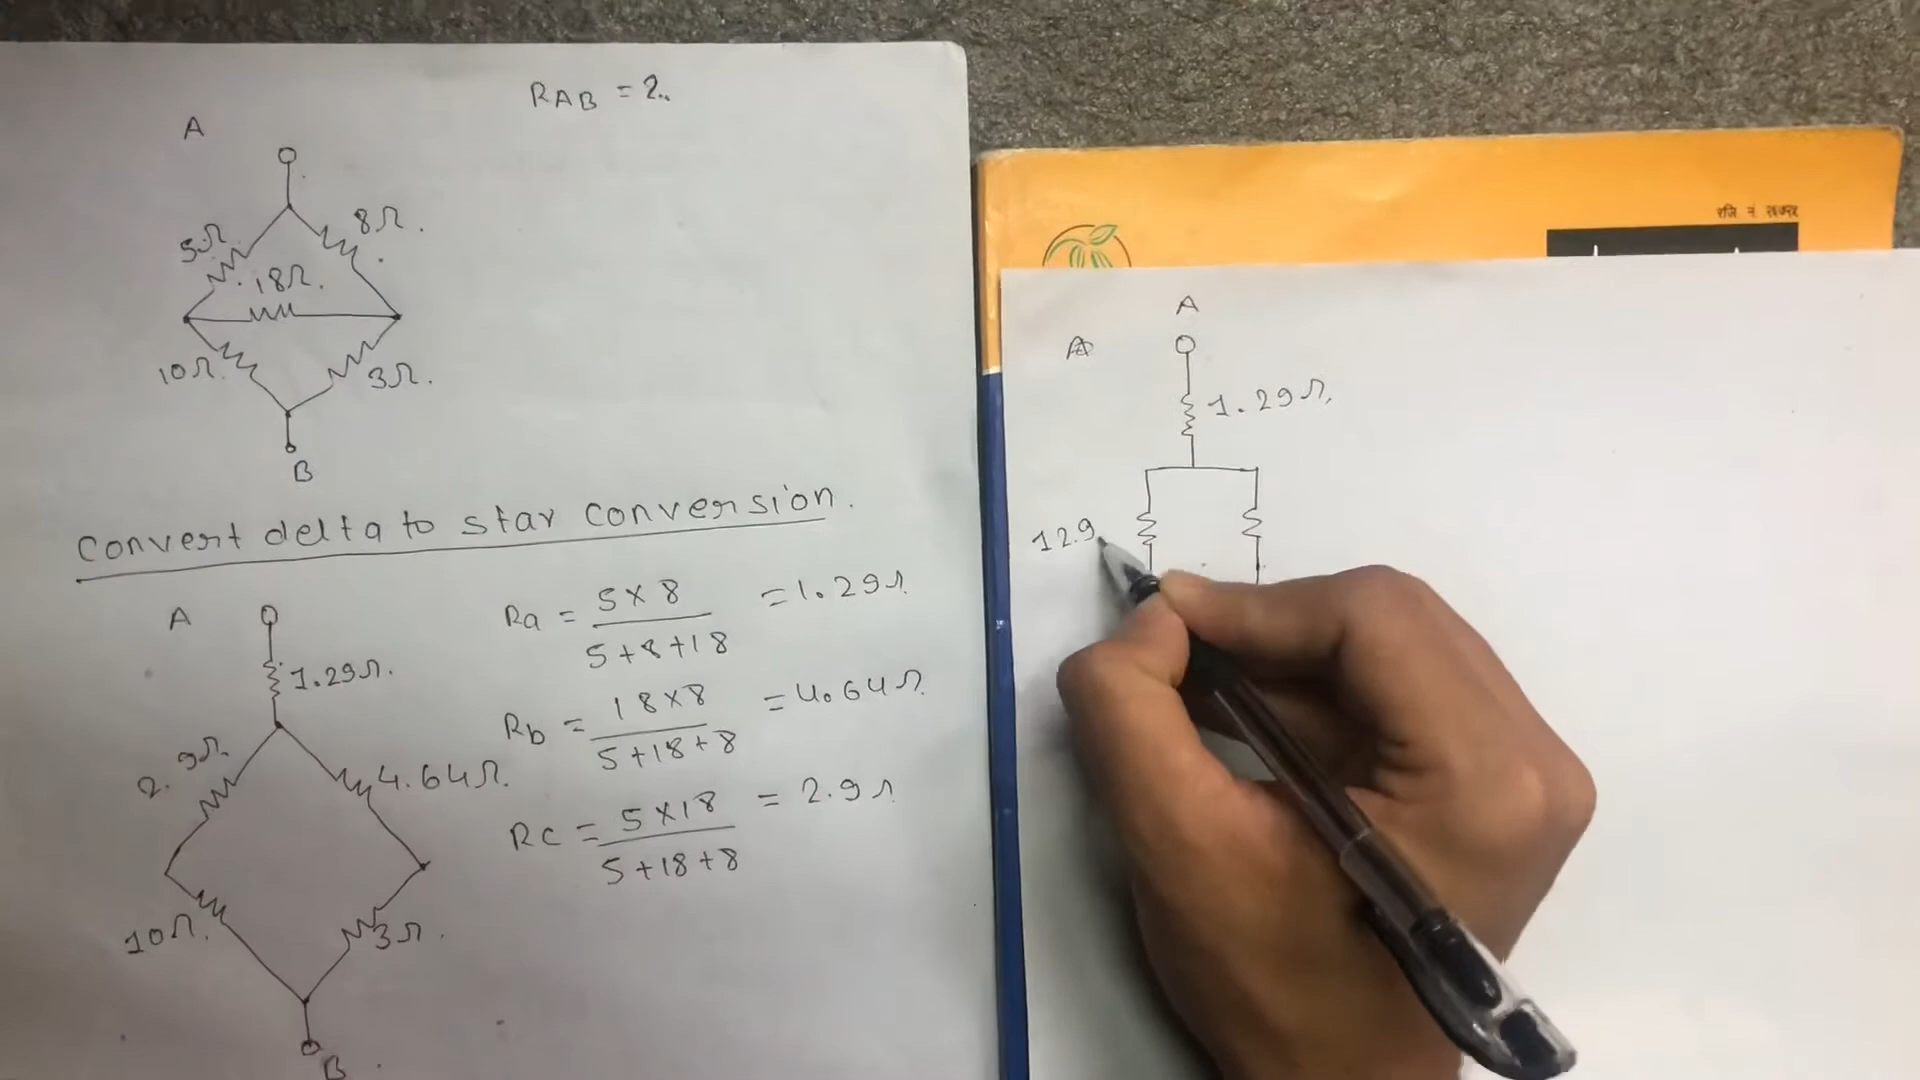 RAB = ?..
A
5Ω
8Ω.
18Ω.
10Ω.
3Ω.
B
Convert delta to star conversion.
A
1.29Ω.
2.9Ω
4.64Ω.
10Ω.
3Ω.
B
Ra = 5×8 / 5+8+18 = 1.29Ω
Rb = 18×8 / 5+18+8 = 4.64Ω
Rc = 5×18 / 5+18+8 = 2.9Ω
A
1.29Ω,
12.9